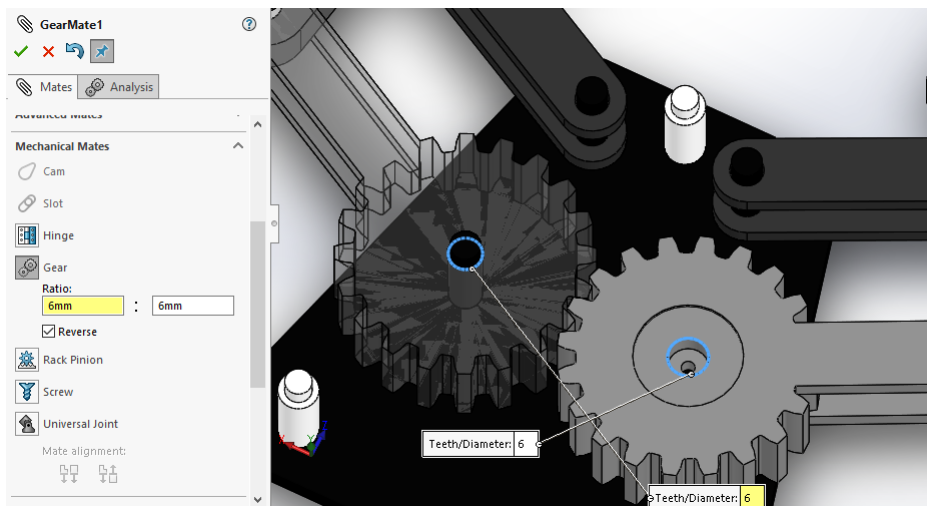 GearMate1
Mates
Analysis
Advanced Mates
Mechanical Mates
Cam
Slot
Hinge
Gear
Ratio:
6mm : 6mm
Reverse
Rack Pinion
Screw
Universal Joint
Mate alignment:
Teeth/Diameter: 6
Teeth/Diameter: 6